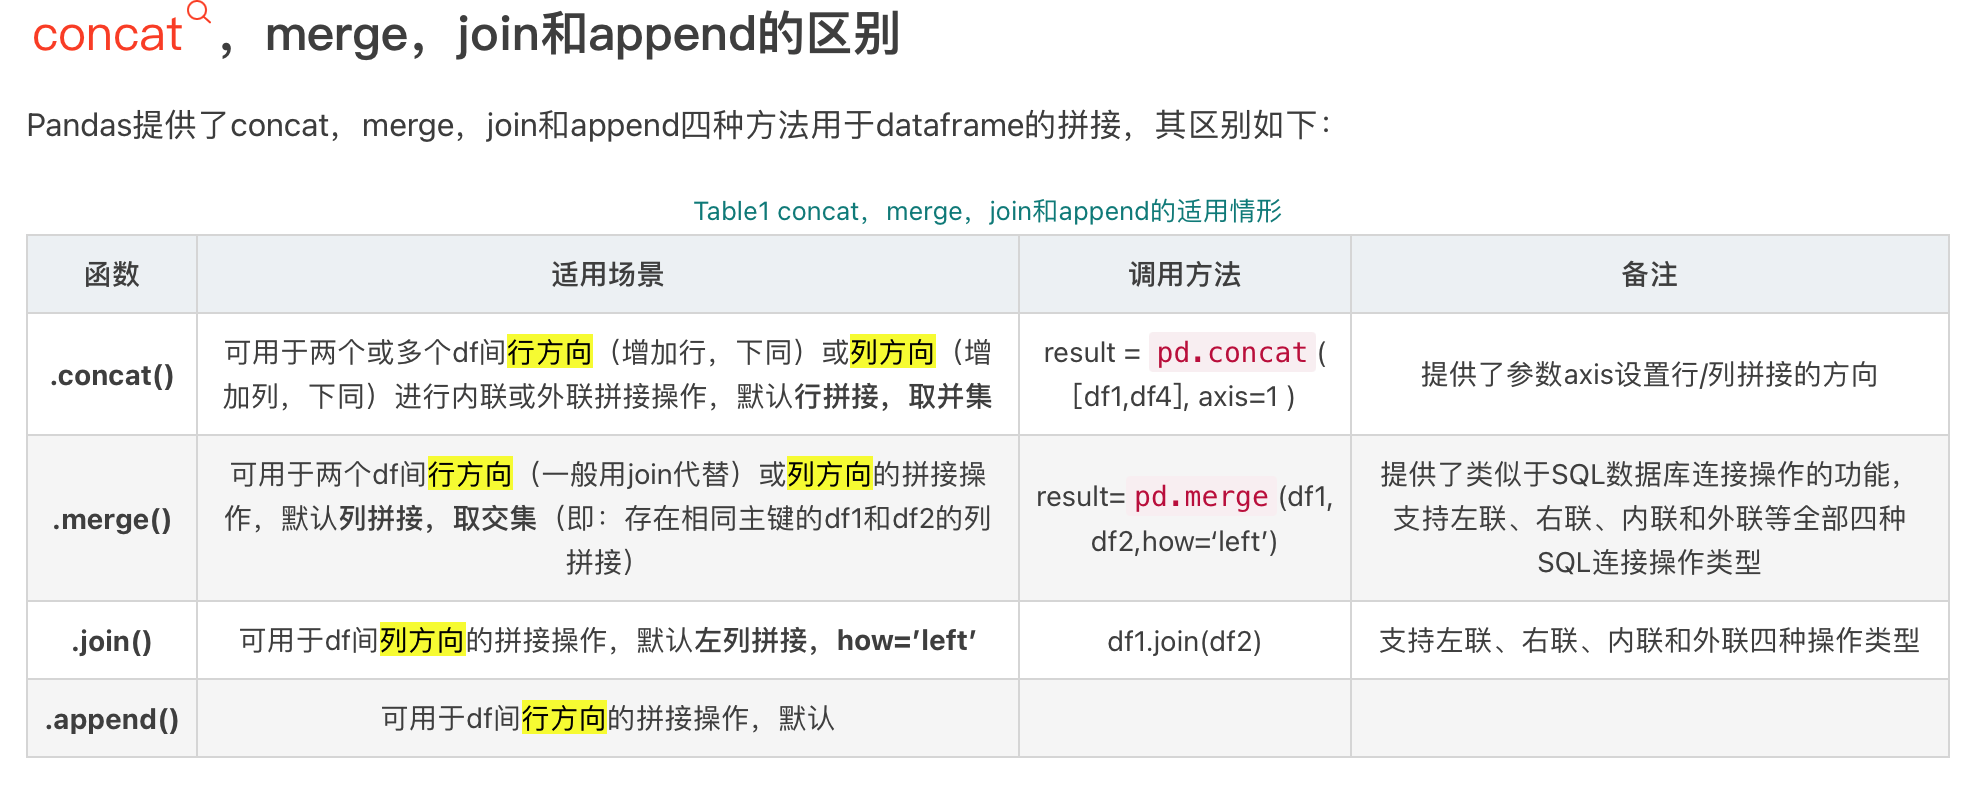 concat，merge，join和append的区别
Pandas提供了concat，merge，join和append四种方法用于dataframe的拼接，其区别如下：
Table1 concat，merge，join和append的适用情形
函数
适用场景
调用方法
备注
.concat()
可用于两个或多个df间行方向（增加行，下同）或列方向（增
加列，下同）进行内联或外联拼接操作，默认行拼接，取并集
result = pd.concat(
[df1,df4], axis=1 )
提供了参数axis设置行/列拼接的方向
.merge()
可用于两个df间行方向（一般用join代替）或列方向的拼接操
作，默认列拼接，取交集（即：存在相同主键的df1和df2的列
拼接）
result=pd.merge(df1,
df2,how=‘left’)
提供了类似于SQL数据库连接操作的功能，
支持左联、右联、内联和外联等全部四种
SQL连接操作类型
.join()
可用于df间列方向的拼接操作，默认左列拼接，how=’left’
df1.join(df2)
支持左联、右联、内联和外联四种操作类型
.append()
可用于df间行方向的拼接操作，默认